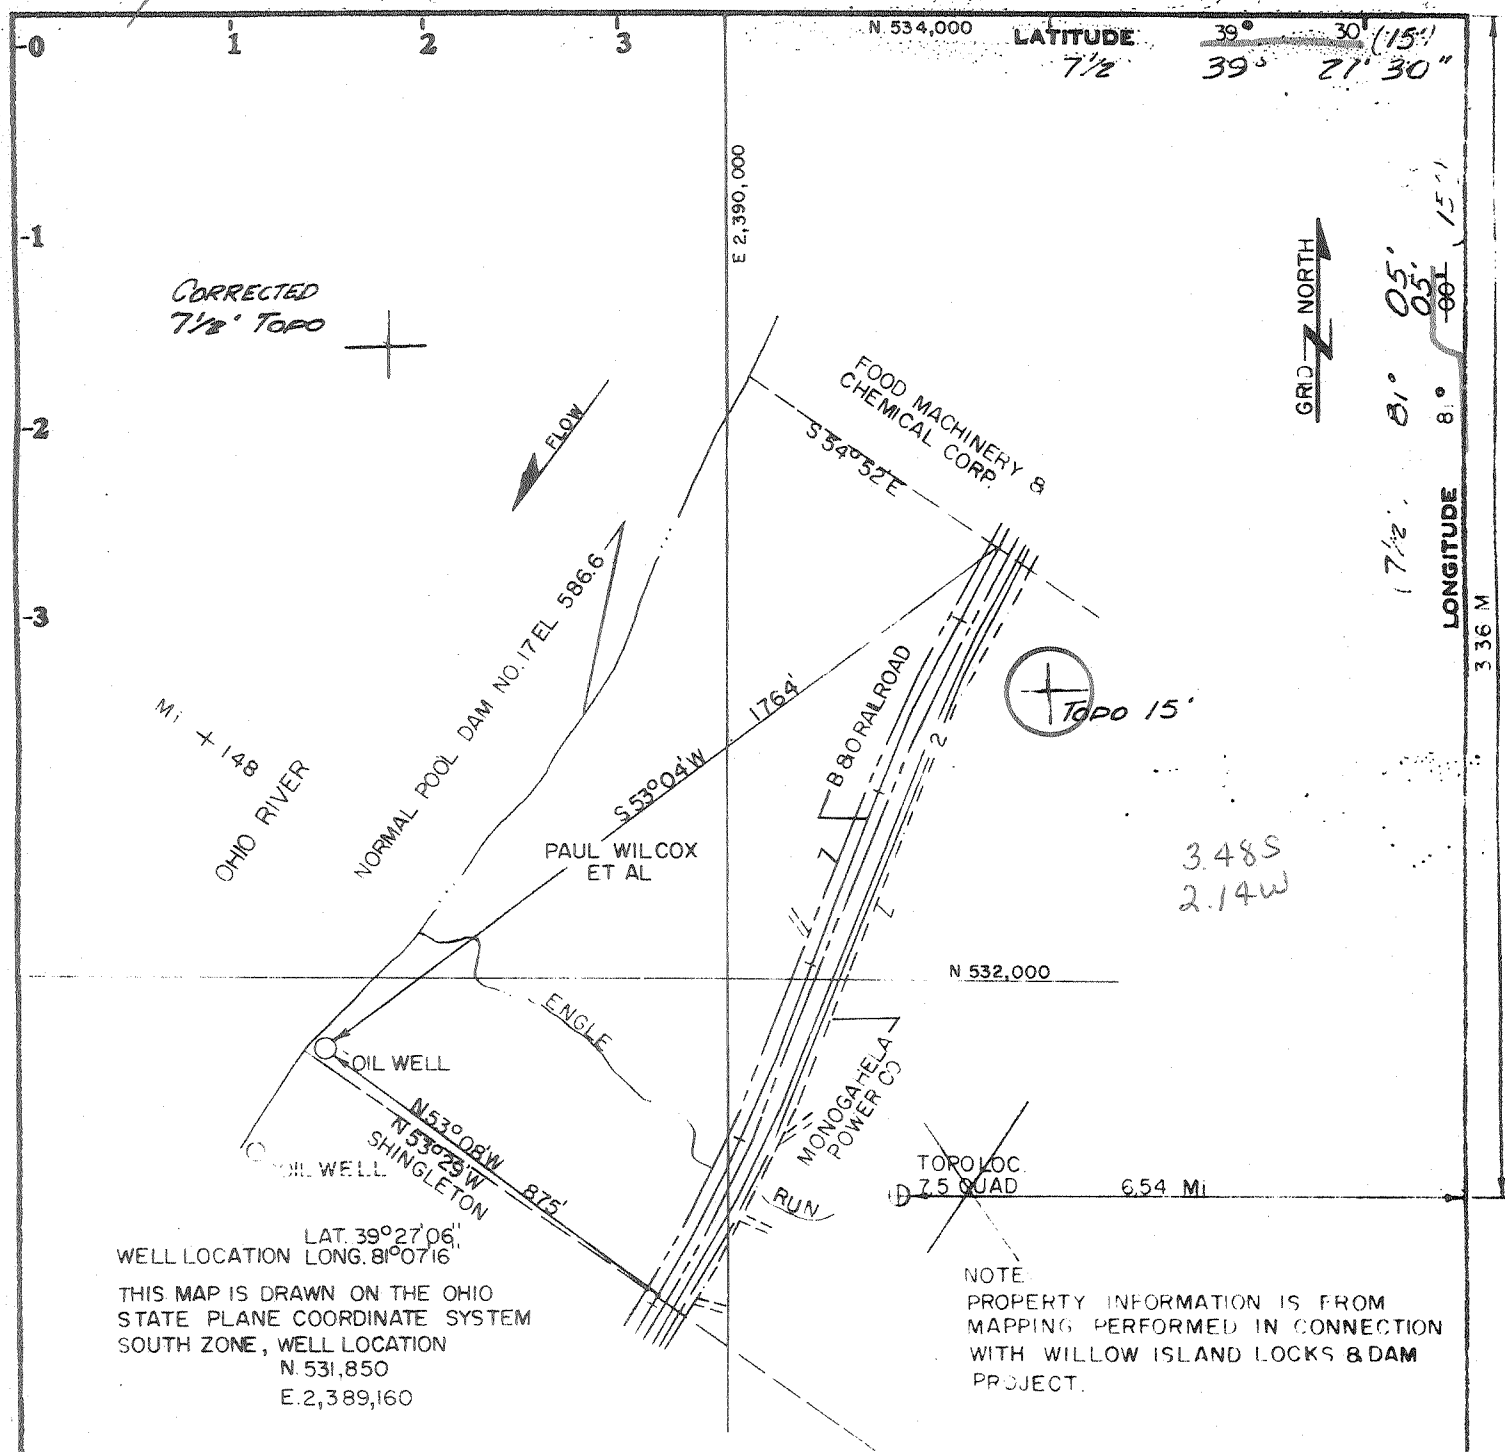 -0
1
2
3
N 534,000
LATITUDE 39° 30' (15')
7½ 39° 27' 30"
E 2,390,000
-1
-2
-3
CORRECTED
7½' TOPO
FLOW
GRID NORTH
LONGITUDE 81° 00' (15')
05'
(7½' 81° 05'
3 36 M
FOOD MACHINERY &
CHEMICAL CORP.
S 54° 52' E
NORMAL POOL DAM NO. 17 EL 586.6
Mi + 148
OHIO RIVER
1764'
S 53° 04' W
PAUL WILCOX
ET AL
B & O RALROAD
TOPO 15'
3.48S
2.14W
N 532,000
ENGLE
OIL WELL
N 53° 08' W
N 53° 29' W
875'
SHINGLETON
OIL WELL
MONOGAHELA
POWER CO
RUN
TOPO LOC.
7.5 QUAD
6.54 Mi
LAT. 39° 27' 06"
WELL LOCATION LONG. 81° 07' 16"
THIS MAP IS DRAWN ON THE OHIO
STATE PLANE COORDINATE SYSTEM
SOUTH ZONE, WELL LOCATION
N. 531,850
E. 2,389,160
NOTE
PROPERTY INFORMATION IS FROM
MAPPING PERFORMED IN CONNECTION
WITH WILLOW ISLAND LOCKS & DAM
PROJECT.